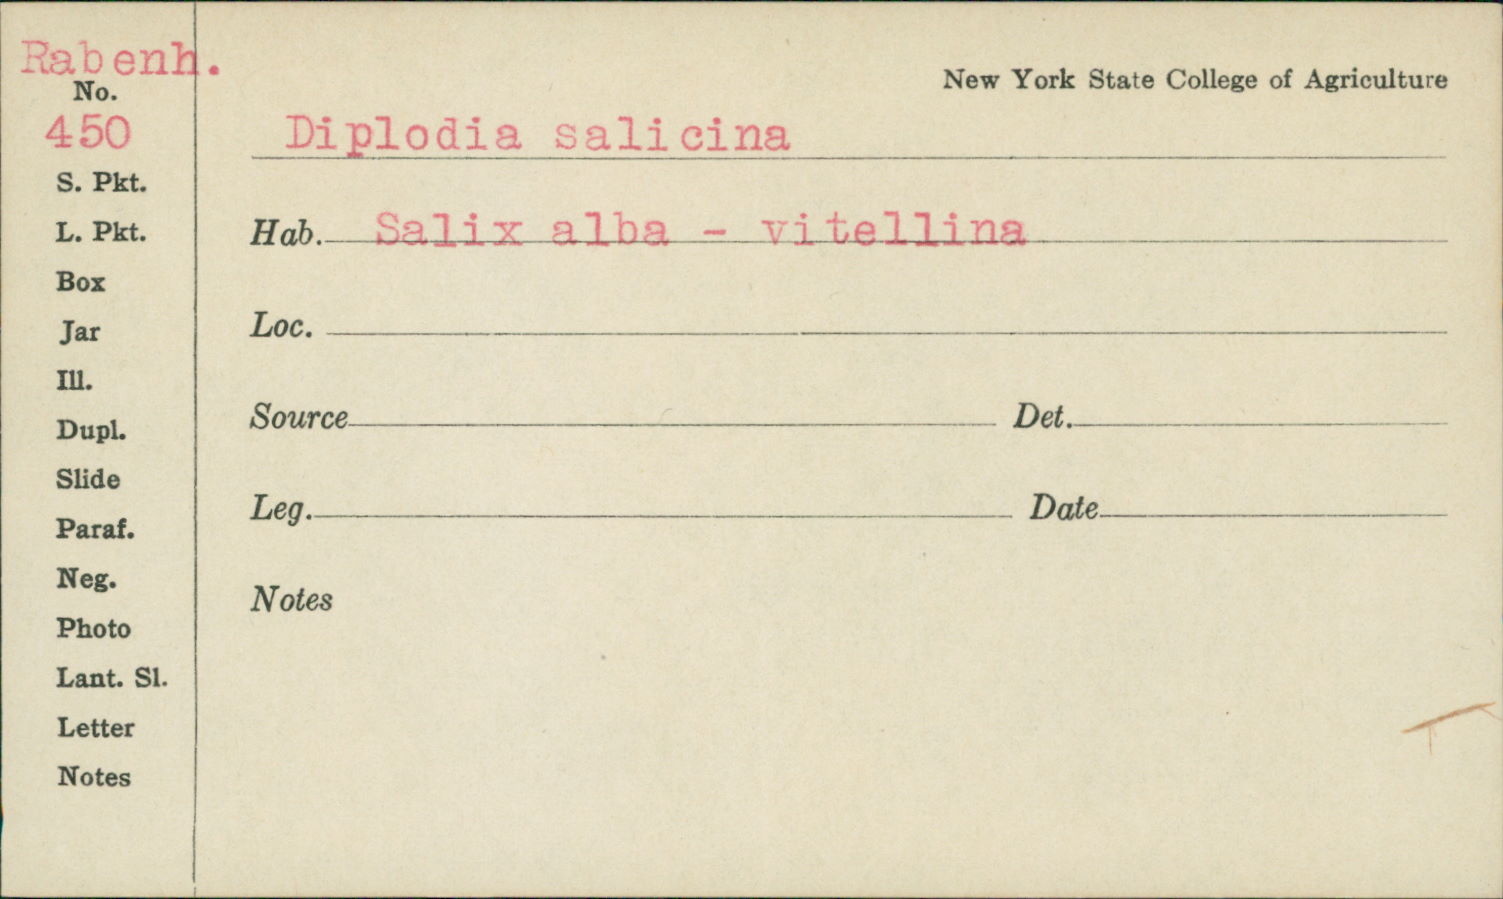 Rabenh.
No.
450
S. Pkt.
L. Pkt.
Box
Jar
Ill.
Dupl.
Slide
Paraf.
Neg.
Photo
Lant. Sl.
Letter
Notes
New York State College of Agriculture
Diplodia salicina
Hab. Salix alba - vitellina
Loc.
Source Det.
Leg. Date
Notes